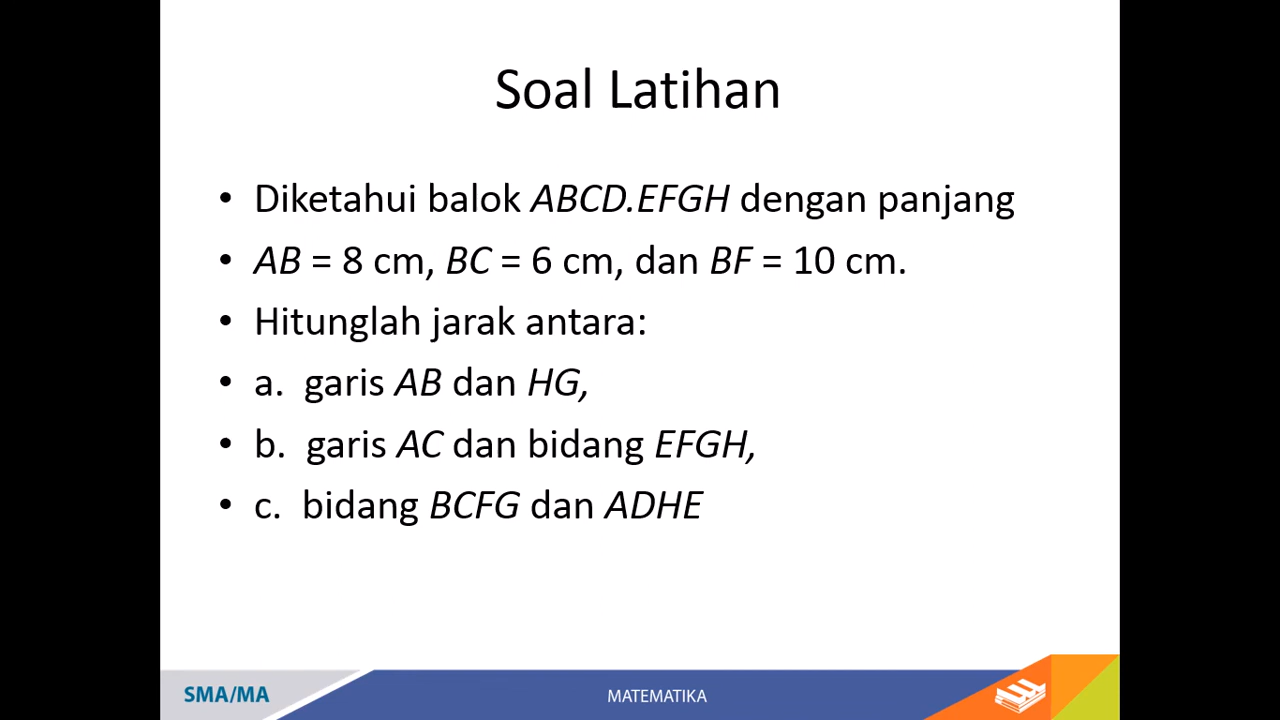 Soal Latihan
• Diketahui balok ABCD.EFGH dengan panjang
• AB = 8 cm, BC = 6 cm, dan BF = 10 cm.
• Hitunglah jarak antara:
• a. garis AB dan HG,
• b. garis AC dan bidang EFGH,
• c. bidang BCFG dan ADHE
SMA/MA
MATEMATIKA